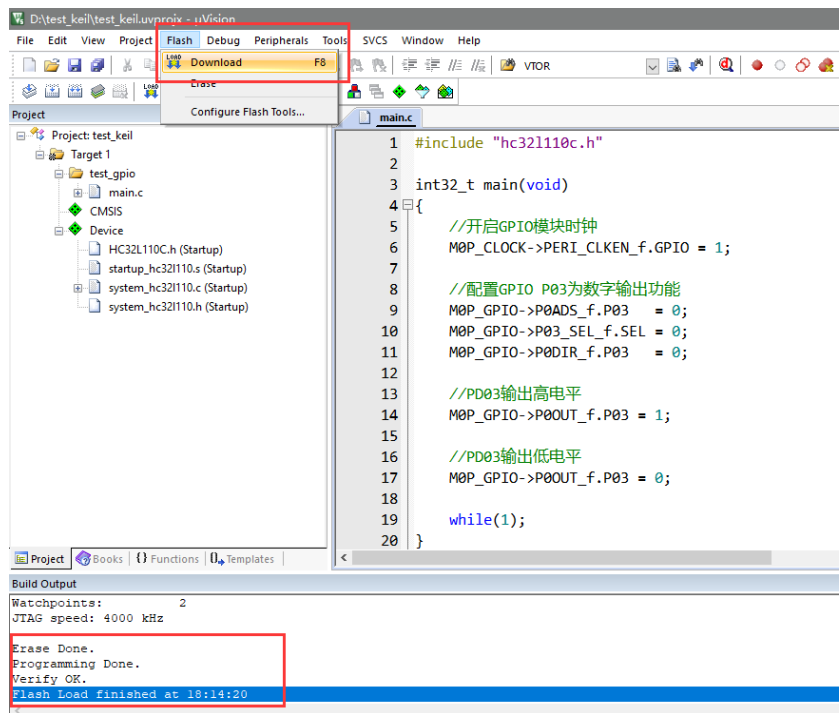 D:\test_keil\test_keil.uvprojx - µVision
File Edit View Project Flash Debug Peripherals Tools SVCS Window Help
LOAD Download F8
VTOR
Erase
LOAD
Configure Flash Tools...
Project
main.c
Project: test_keil
Target 1
test_gpio
main.c
CMSIS
Device
HC32L110C.h (Startup)
startup_hc32l110.s (Startup)
system_hc32l110.c (Startup)
system_hc32l110.h (Startup)
1 #include "hc32l110c.h"
2
3 int32_t main(void)
4 {
5 //开启GPIO模块时钟
6 M0P_CLOCK->PERI_CLKEN_f.GPIO = 1;
7
8 //配置GPIO P03为数字输出功能
9 M0P_GPIO->P0ADS_f.P03 = 0;
10 M0P_GPIO->P03_SEL_f.SEL = 0;
11 M0P_GPIO->P0DIR_f.P03 = 0;
12
13 //PD03输出高电平
14 M0P_GPIO->P0OUT_f.P03 = 1;
15
16 //PD03输出低电平
17 M0P_GPIO->P0OUT_f.P03 = 0;
18
19 while(1);
20 }
Project Books {} Functions 0 Templates
Build Output
Watchpoints: 2
JTAG speed: 4000 kHz
Erase Done.
Programming Done.
Verify OK.
Flash Load finished at 18:14:20